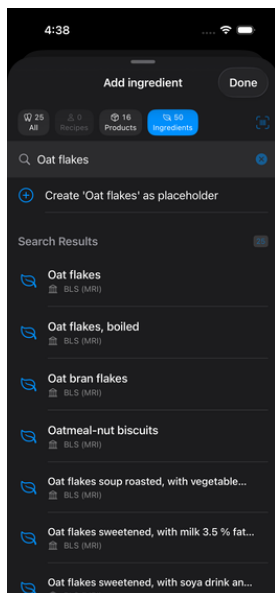 4:38
Add ingredient
Done
25
All
0
Recipes
16
Products
50
Ingredients
Oat flakes
Create 'Oat flakes' as placeholder
Search Results
25
Oat flakes
BLS (MRI)
Oat flakes, boiled
BLS (MRI)
Oat bran flakes
BLS (MRI)
Oatmeal-nut biscuits
BLS (MRI)
Oat flakes soup roasted, with vegetable...
BLS (MRI)
Oat flakes sweetened, with milk 3.5 % fat...
BLS (MRI)
Oat flakes sweetened, with soya drink an...